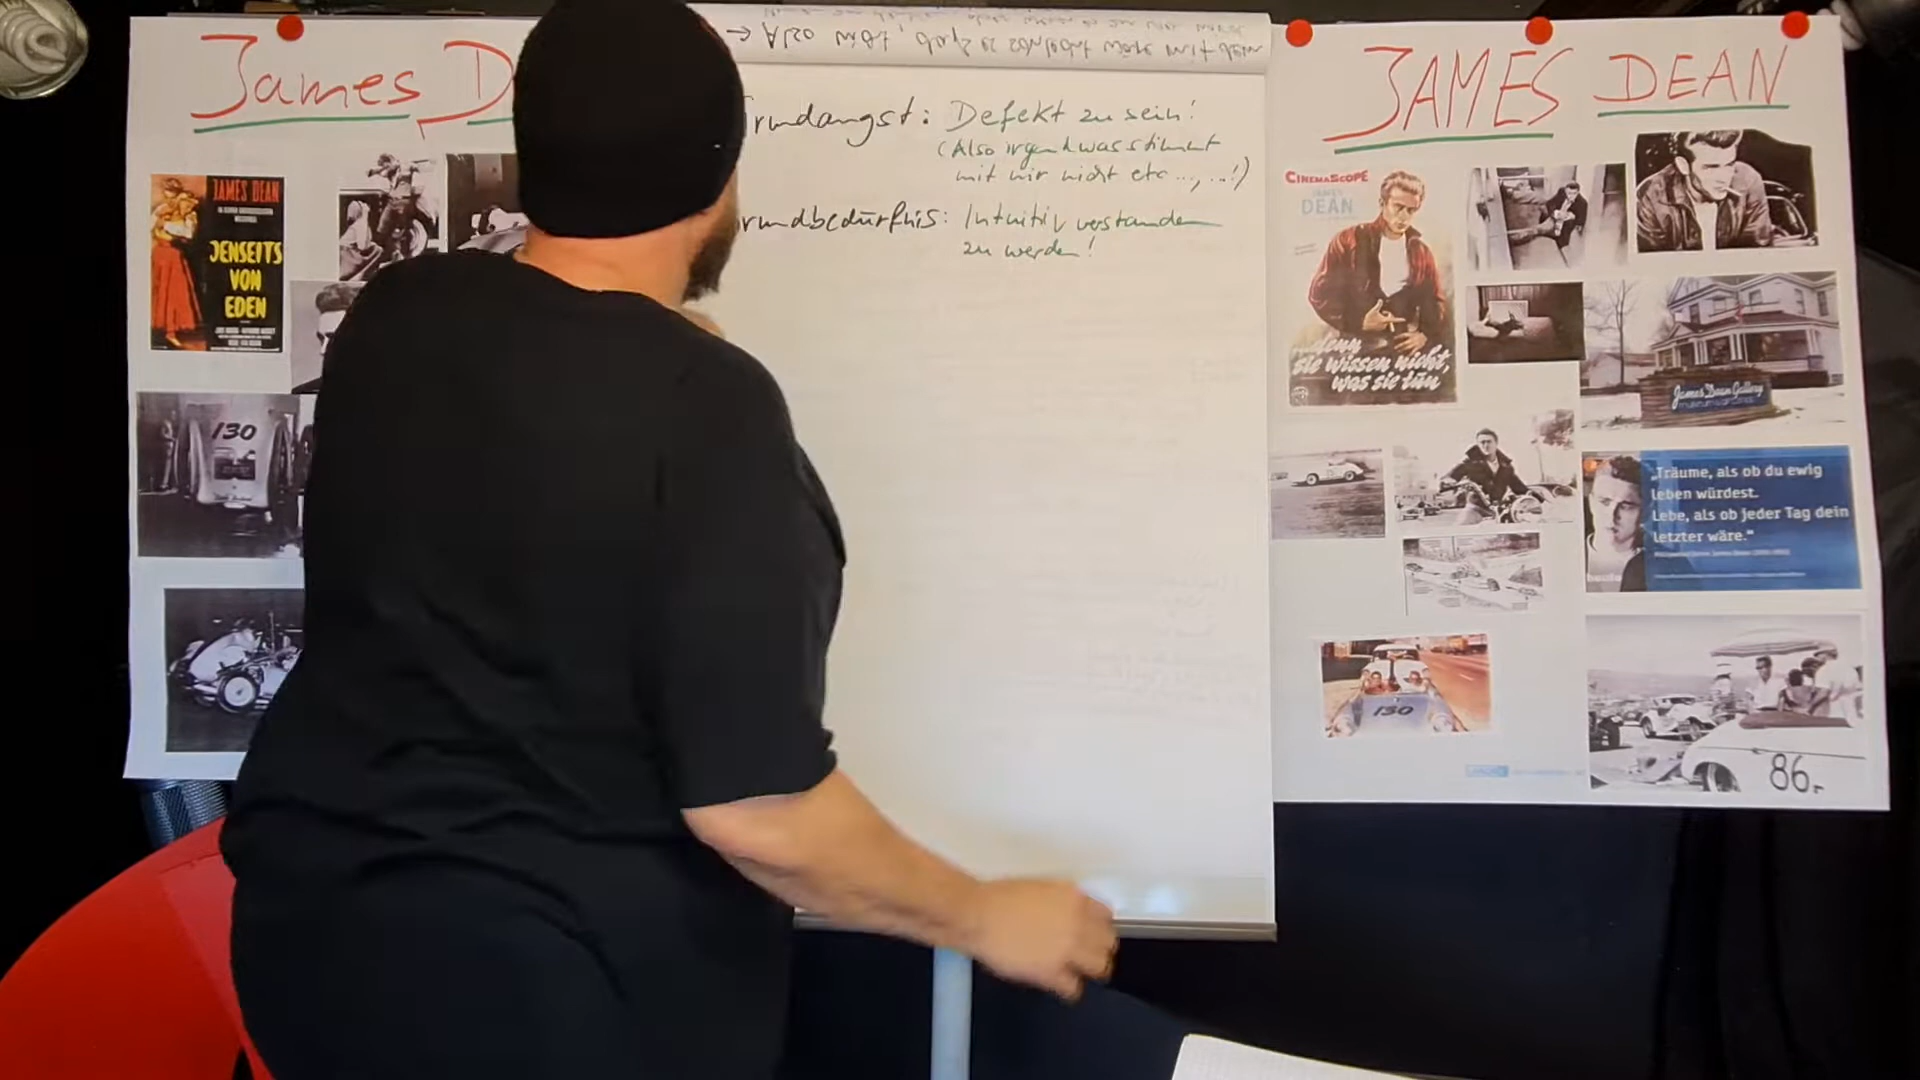 James D
JAMES DEAN
JENSEITS
VON
EDEN
130
rundangst: Defekt zu sein!
(Also irgendwas stimmt
mit mir nicht etc..., ...!)
rundbedürfnis: Intuitiv verstanden
zu werden!
JAMES DEAN
CINEMASCOPE
JAMES
DEAN
...denn
sie wissen nicht,
was sie tun
James Dean Gallery
„Träume, als ob du ewig
leben würdest.
Lebe, als ob jeder Tag dein
letzter wäre."
130
86